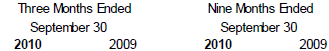 Three Months Ended Nine Months Ended
September 30 September 30
2010 2009 2010 2009